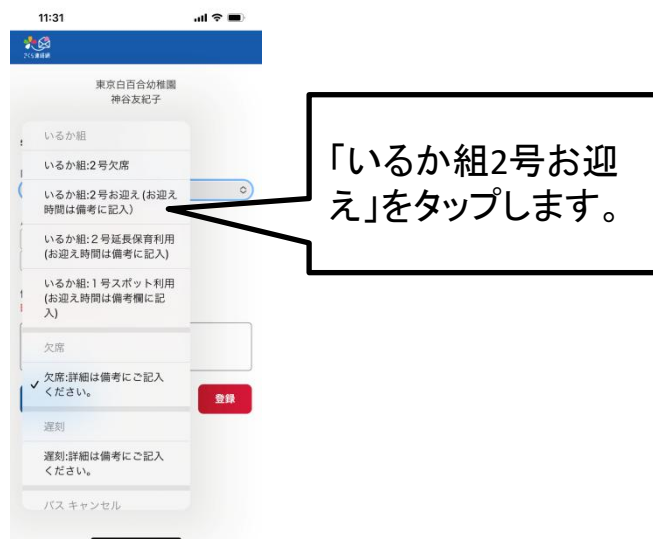 11:31
さくら連絡網
東京白百合幼稚園
神谷友紀子
いるか組
いるか組:2号欠席
いるか組:2号お迎え(お迎え
時間は備考に記入)
いるか組:２号延長保育利用
(お迎え時間は備考に記入)
いるか組:１号スポット利用
(お迎え時間は備考欄に記
入)
欠席
✓ 欠席:詳細は備考にご記入
ください。
登録
遅刻
遅刻:詳細は備考にご記入
ください。
バス キャンセル
「いるか組2号お迎
え」をタップします。